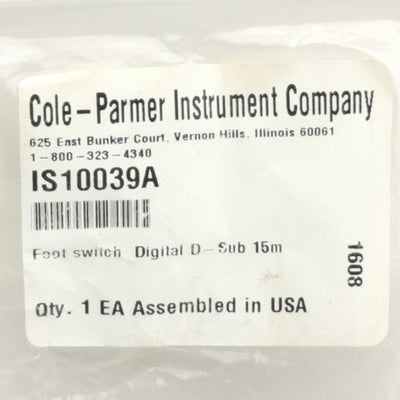 Cole-Parmer Instrument Company
625 East Bunker Court, Vernon Hills, Illinois 60061
1-800-323-4340
IS10039A
Foot switch Digital D-Sub 15m
1608
Qty. 1 EA Assembled in USA